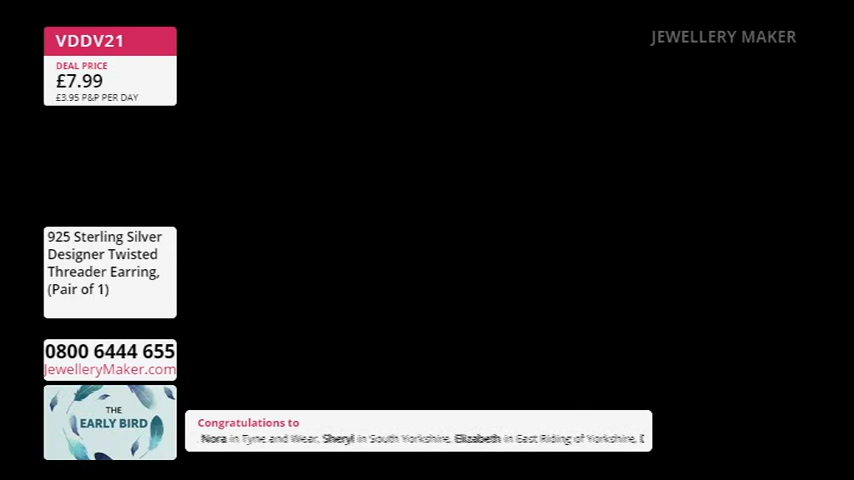 VDDV21
JEWELLERY MAKER
DEAL PRICE
£7.99
£3.95 P&P PER DAY
925 Sterling Silver
Designer Twisted
Threader Earring,
(Pair of 1)
0800 6444 655
JewelleryMaker.com
THE
EARLY BIRD
Congratulations to
Nora in Tyne and Wear, Sheryl in South Yorkshire, Elizabeth in East Riding of Yorkshire,